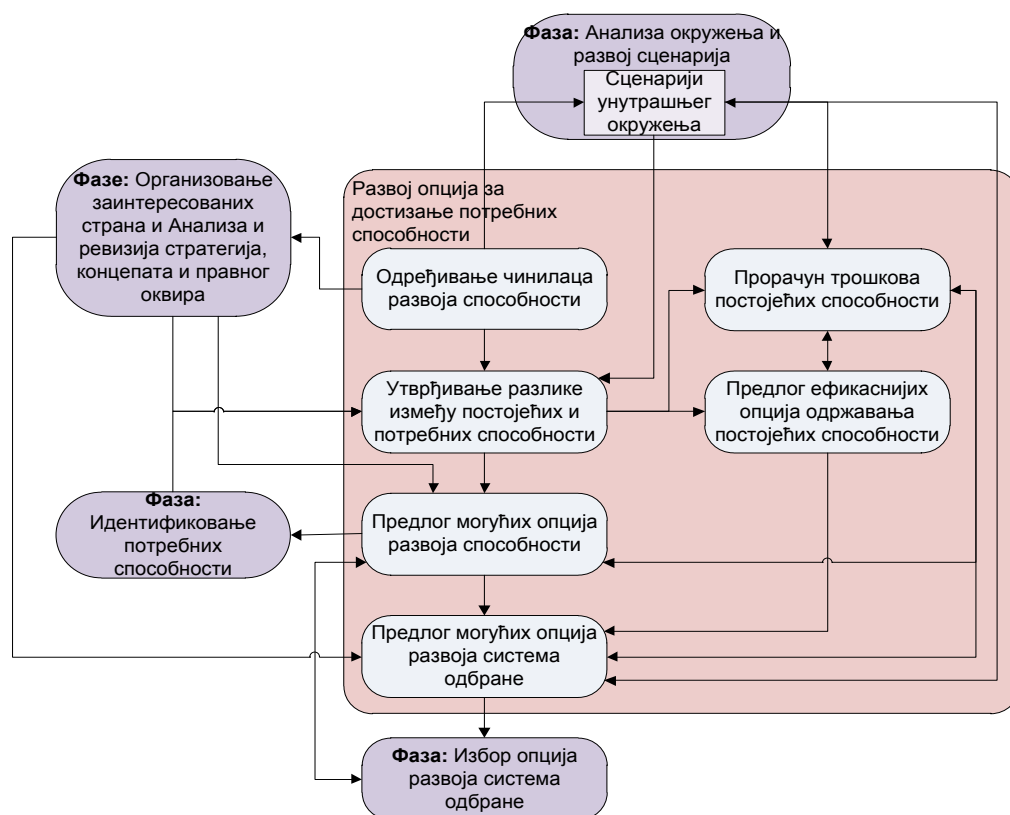 Фаза: Анализа окружења и
развој сценарија
Сценарији
унутрашњег
окружења
Фазе: Организовање
заинтересованих
страна и Анализа и
ревизија стратегија,
концепата и правног
оквира
Развој опција за
достизање потребних
способности
Одређивање чинилаца
развоја способности
Прорачун трошкова
постојећих способности
Утврђивање разлике
између постојећих и
потребних способности
Предлог ефикаснијих
опција одржавања
постојећих способности
Фаза:
Идентификовање
потребних
способности
Предлог могућих опција
развоја способности
Предлог могућих опција
развоја система
одбране
Фаза: Избор опција
развоја система
одбране